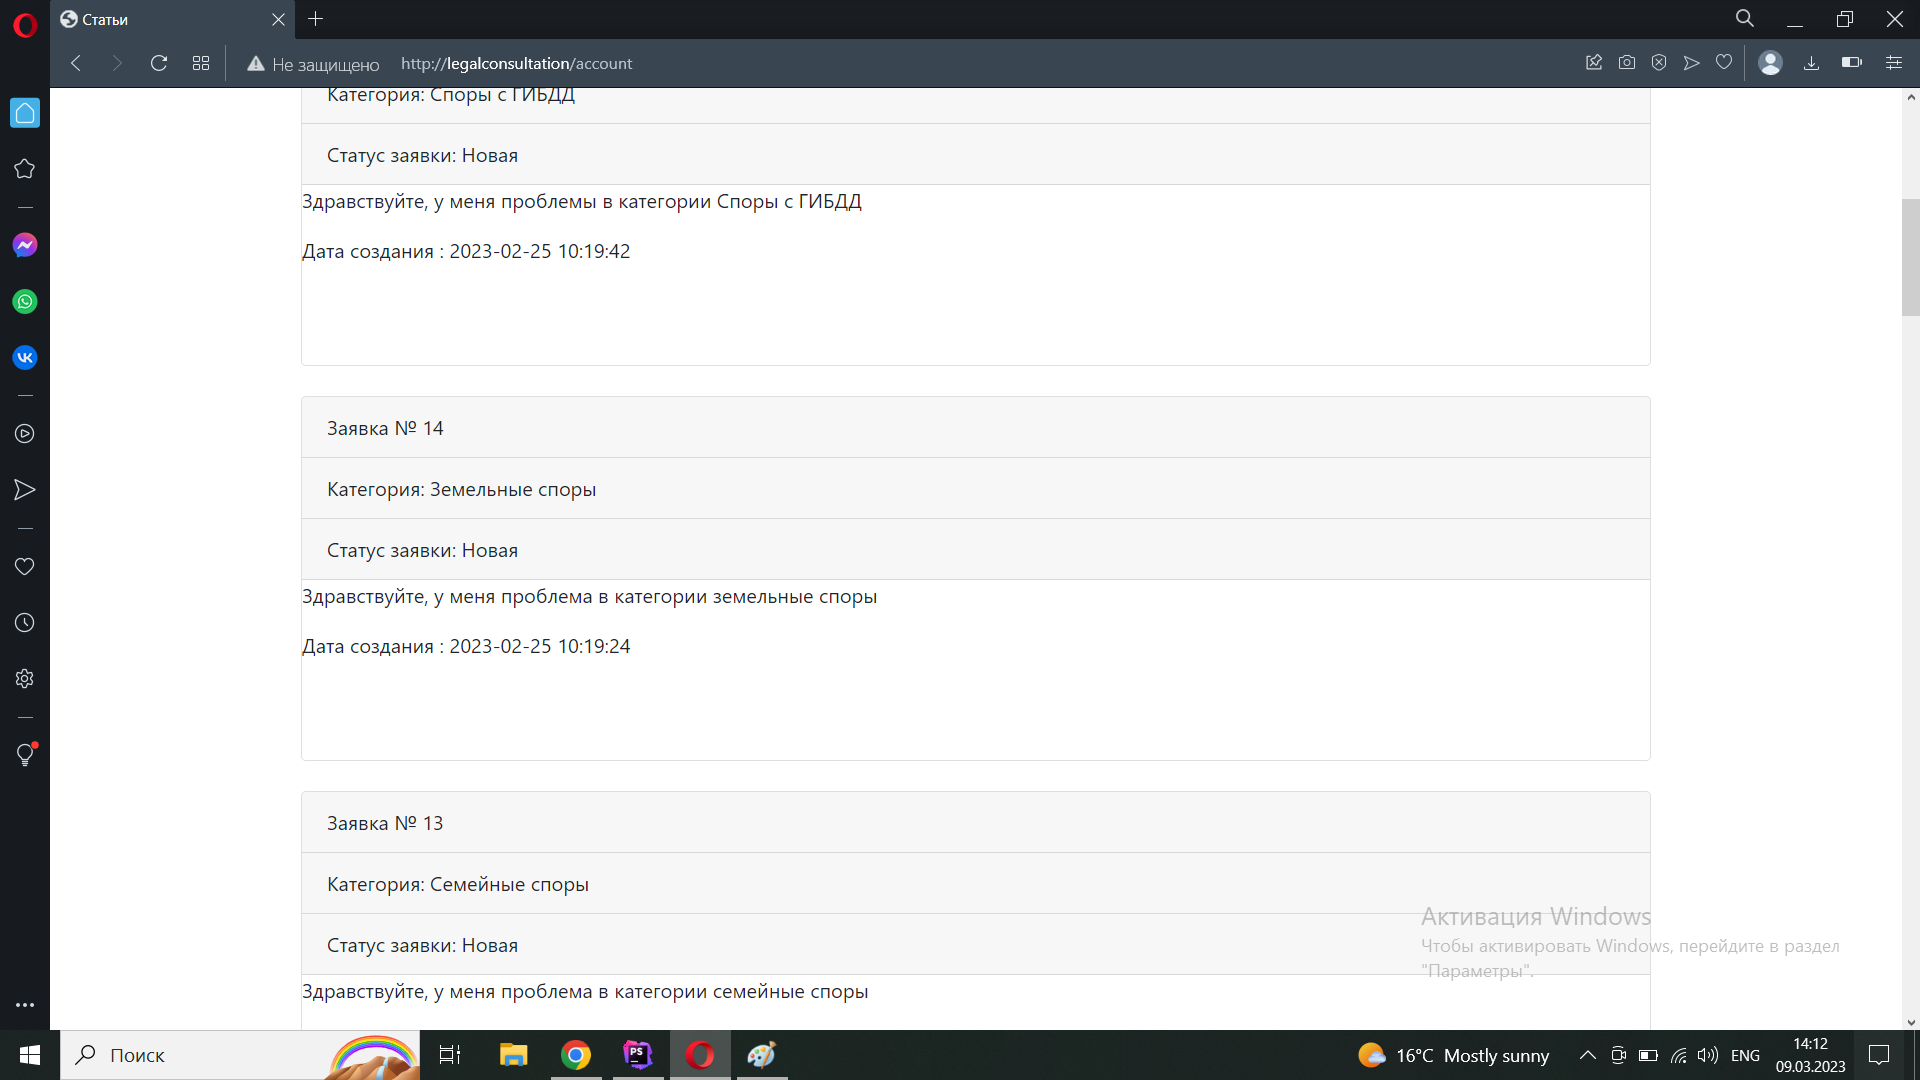 Статьи
Не защищено http://legalconsultation/account
Категория: Споры с ГИБДД
Статус заявки: Новая
Здравствуйте, у меня проблемы в категории Споры с ГИБДД
Дата создания : 2023-02-25 10:19:42
Заявка № 14
Категория: Земельные споры
Статус заявки: Новая
Здравствуйте, у меня проблема в категории земельные споры
Дата создания : 2023-02-25 10:19:24
Заявка № 13
Категория: Семейные споры
Статус заявки: Новая
Здравствуйте, у меня проблема в категории семейные споры
Активация Windows
Чтобы активировать Windows, перейдите в раздел
"Параметры".
Поиск
PS
16°C Mostly sunny
ENG
14:12
09.03.2023